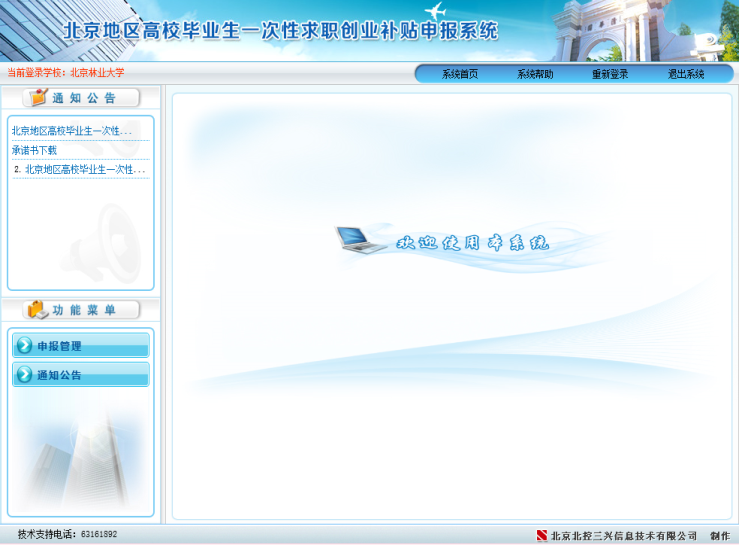 北京地区高校毕业生一次性求职创业补贴申报系统
当前登录学校：北京林业大学
系统首页 系统帮助 重新登录 退出系统
通知公告
北京地区高校毕业生一次性...
承诺书下载
2. 北京地区高校毕业生一次性...
欢迎使用本系统
功能菜单
申报管理
通知公告
技术支持电话：63161892
北京北控三兴信息技术有限公司 制作